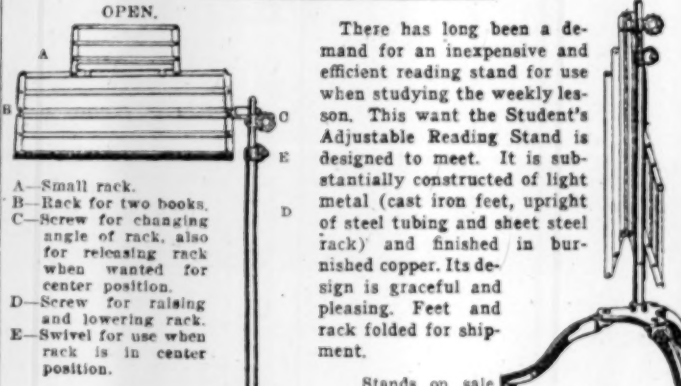 OPEN.
A
B
C
E
D
A—Small rack.
B—Rack for two books.
C—Screw for changing
angle of rack, also
for releasing rack
when wanted for
center position.
D—Screw for raising
and lowering rack.
E—Swivel for use when
rack is in center
position.
There has long been a de-
mand for an inexpensive and
efficient reading stand for use
when studying the weekly les-
son. This want the Student's
Adjustable Reading Stand is
designed to meet. It is sub-
stantially constructed of light
metal (cast iron feet, upright
of steel tubing and sheet steel
rack) and finished in bur-
nished copper. Its de-
sign is graceful and
pleasing. Feet and
rack folded for ship-
ment.
Stands on sale